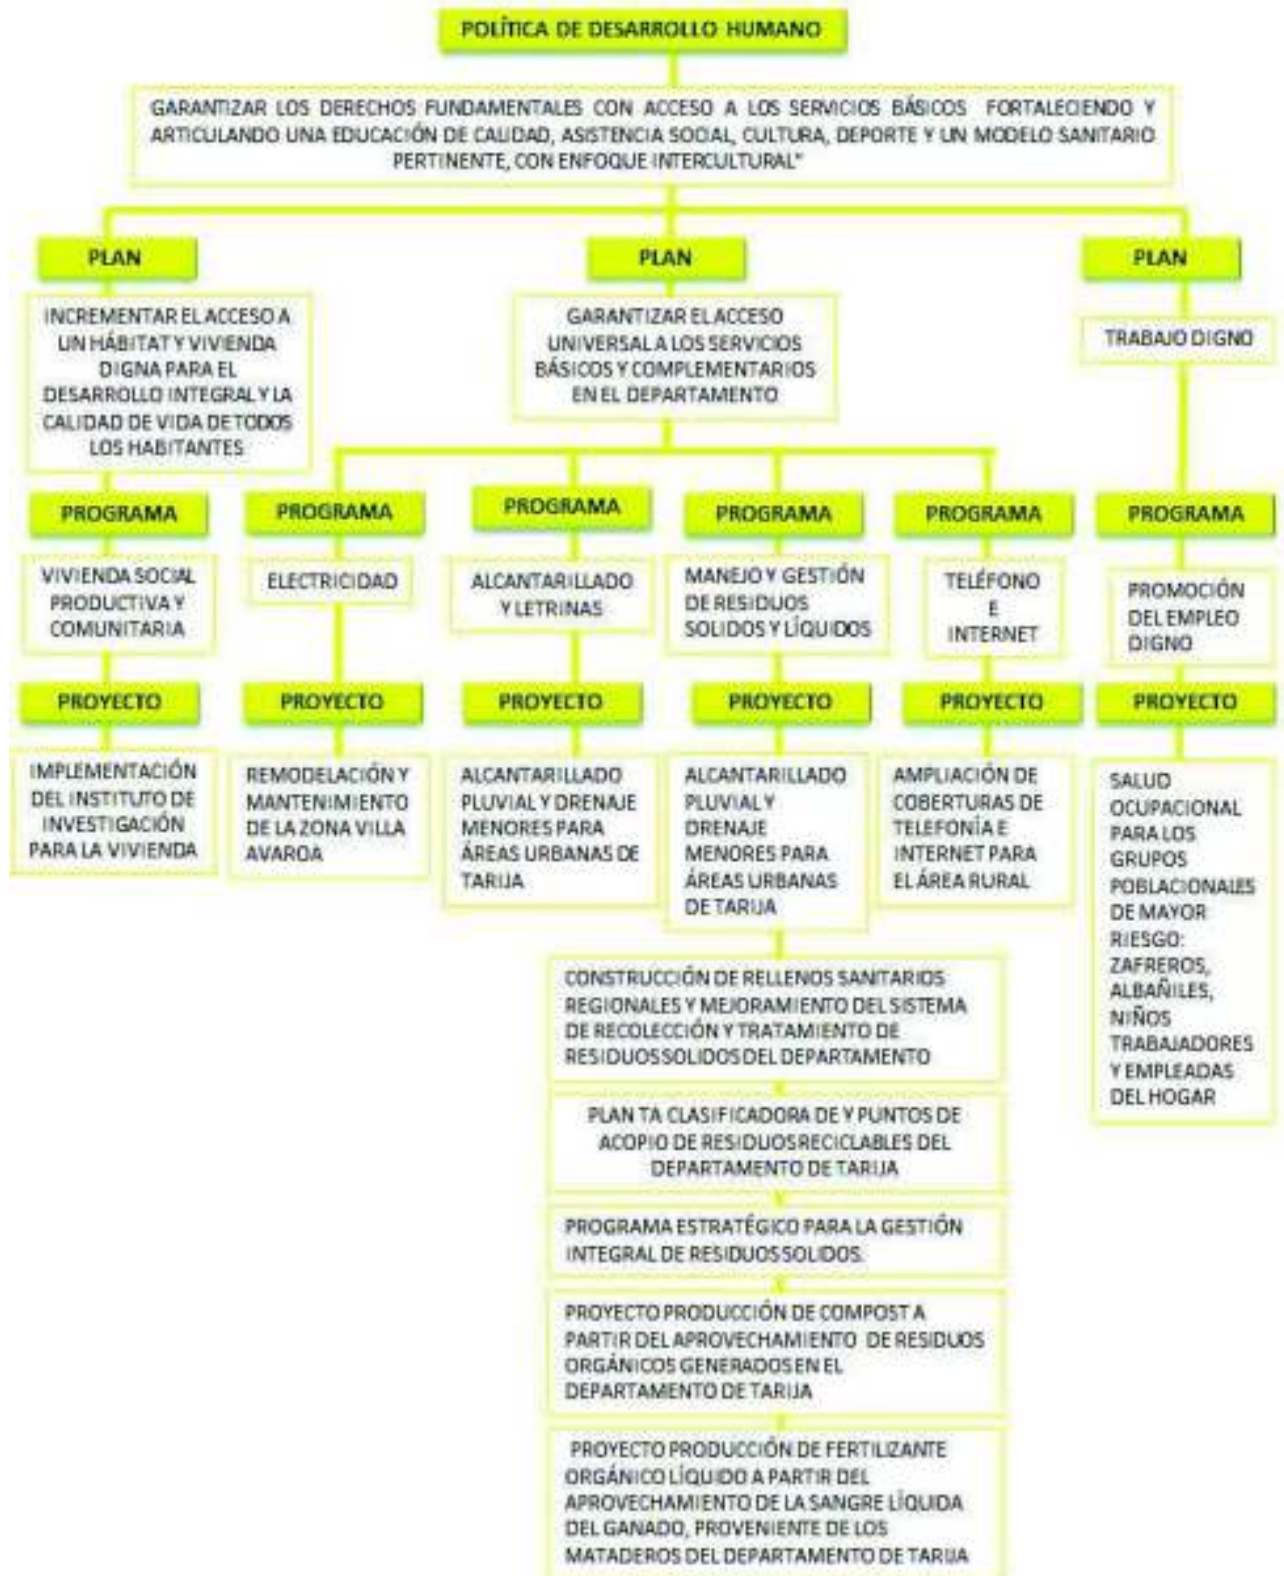 POLÍTICA DE DESARROLLO HUMANO
GARANTIZAR LOS DERECHOS FUNDAMENTALES CON ACCESO A LOS SERVICIOS BÁSICOS FORTALECIENDO Y
ARTICULANDO UNA EDUCACIÓN DE CALIDAD, ASISTENCIA SOCIAL, CULTURA, DEPORTE Y UN MODELO SANITARIO
PERTINENTE, CON ENFOQUE INTERCULTURAL"
PLAN
INCREMENTAR EL ACCESO A
UN HÁBITAT Y VIVIENDA
DIGNA PARA EL
DESARROLLO INTEGRAL Y LA
CALIDAD DE VIDA DE TODOS
LOS HABITANTES
PLAN
GARANTIZAR EL ACCESO
UNIVERSAL A LOS SERVICIOS
BÁSICOS Y COMPLEMENTARIOS
EN EL DEPARTAMENTO
PLAN
TRABAJO DIGNO
PROGRAMA
VIVIENDA SOCIAL
PRODUCTIVA Y
COMUNITARIA
PROGRAMA
ELECTRICIDAD
PROGRAMA
ALCANTARILLADO
Y LETRINAS
PROGRAMA
MANEJO Y GESTIÓN
DE RESIDUOS
SOLIDOS Y LÍQUIDOS
PROGRAMA
TELÉFONO
E
INTERNET
PROGRAMA
PROMOCIÓN
DEL EMPLEO
DIGNO
PROYECTO
IMPLEMENTACIÓN
DEL INSTITUTO DE
INVESTIGACIÓN
PARA LA VIVIENDA
PROYECTO
REMODELACIÓN Y
MANTENIMIENTO
DE LA ZONA VILLA
AVAROA
PROYECTO
ALCANTARILLADO
PLUVIAL Y DRENAJE
MENORES PARA
ÁREAS URBANAS DE
TARIJA
PROYECTO
ALCANTARILLADO
PLUVIAL Y
DRENAJE
MENORES PARA
ÁREAS URBANAS
DE TARIJA
PROYECTO
AMPLIACIÓN DE
COBERTURAS DE
TELEFONÍA E
INTERNET PARA
EL ÁREA RURAL
PROYECTO
SALUD
OCUPACIONAL
PARA LOS
GRUPOS
POBLACIONALES
DE MAYOR
RIESGO:
ZAFREROS,
ALBAÑILES,
NIÑOS
TRABAJADORES
Y EMPLEADAS
DEL HOGAR
CONSTRUCCIÓN DE RELLENOS SANITARIOS
REGIONALES Y MEJORAMIENTO DEL SISTEMA
DE RECOLECCIÓN Y TRATAMIENTO DE
RESIDUOS SOLIDOS DEL DEPARTAMENTO
PLAN TA CLASIFICADORA DE Y PUNTOS DE
ACOPIO DE RESIDUOS RECICLABLES DEL
DEPARTAMENTO DE TARIJA
PROGRAMA ESTRATÉGICO PARA LA GESTIÓN
INTEGRAL DE RESIDUOS SOLIDOS.
PROYECTO PRODUCCIÓN DE COMPOST A
PARTIR DEL APROVECHAMIENTO DE RESIDUOS
ORGÁNICOS GENERADOS EN EL
DEPARTAMENTO DE TARIJA
PROYECTO PRODUCCIÓN DE FERTILIZANTE
ORGÁNICO LÍQUIDO A PARTIR DEL
APROVECHAMIENTO DE LA SANGRE LÍQUIDA
DEL GANADO, PROVENIENTE DE LOS
MATADEROS DEL DEPARTAMENTO DE TARIJA